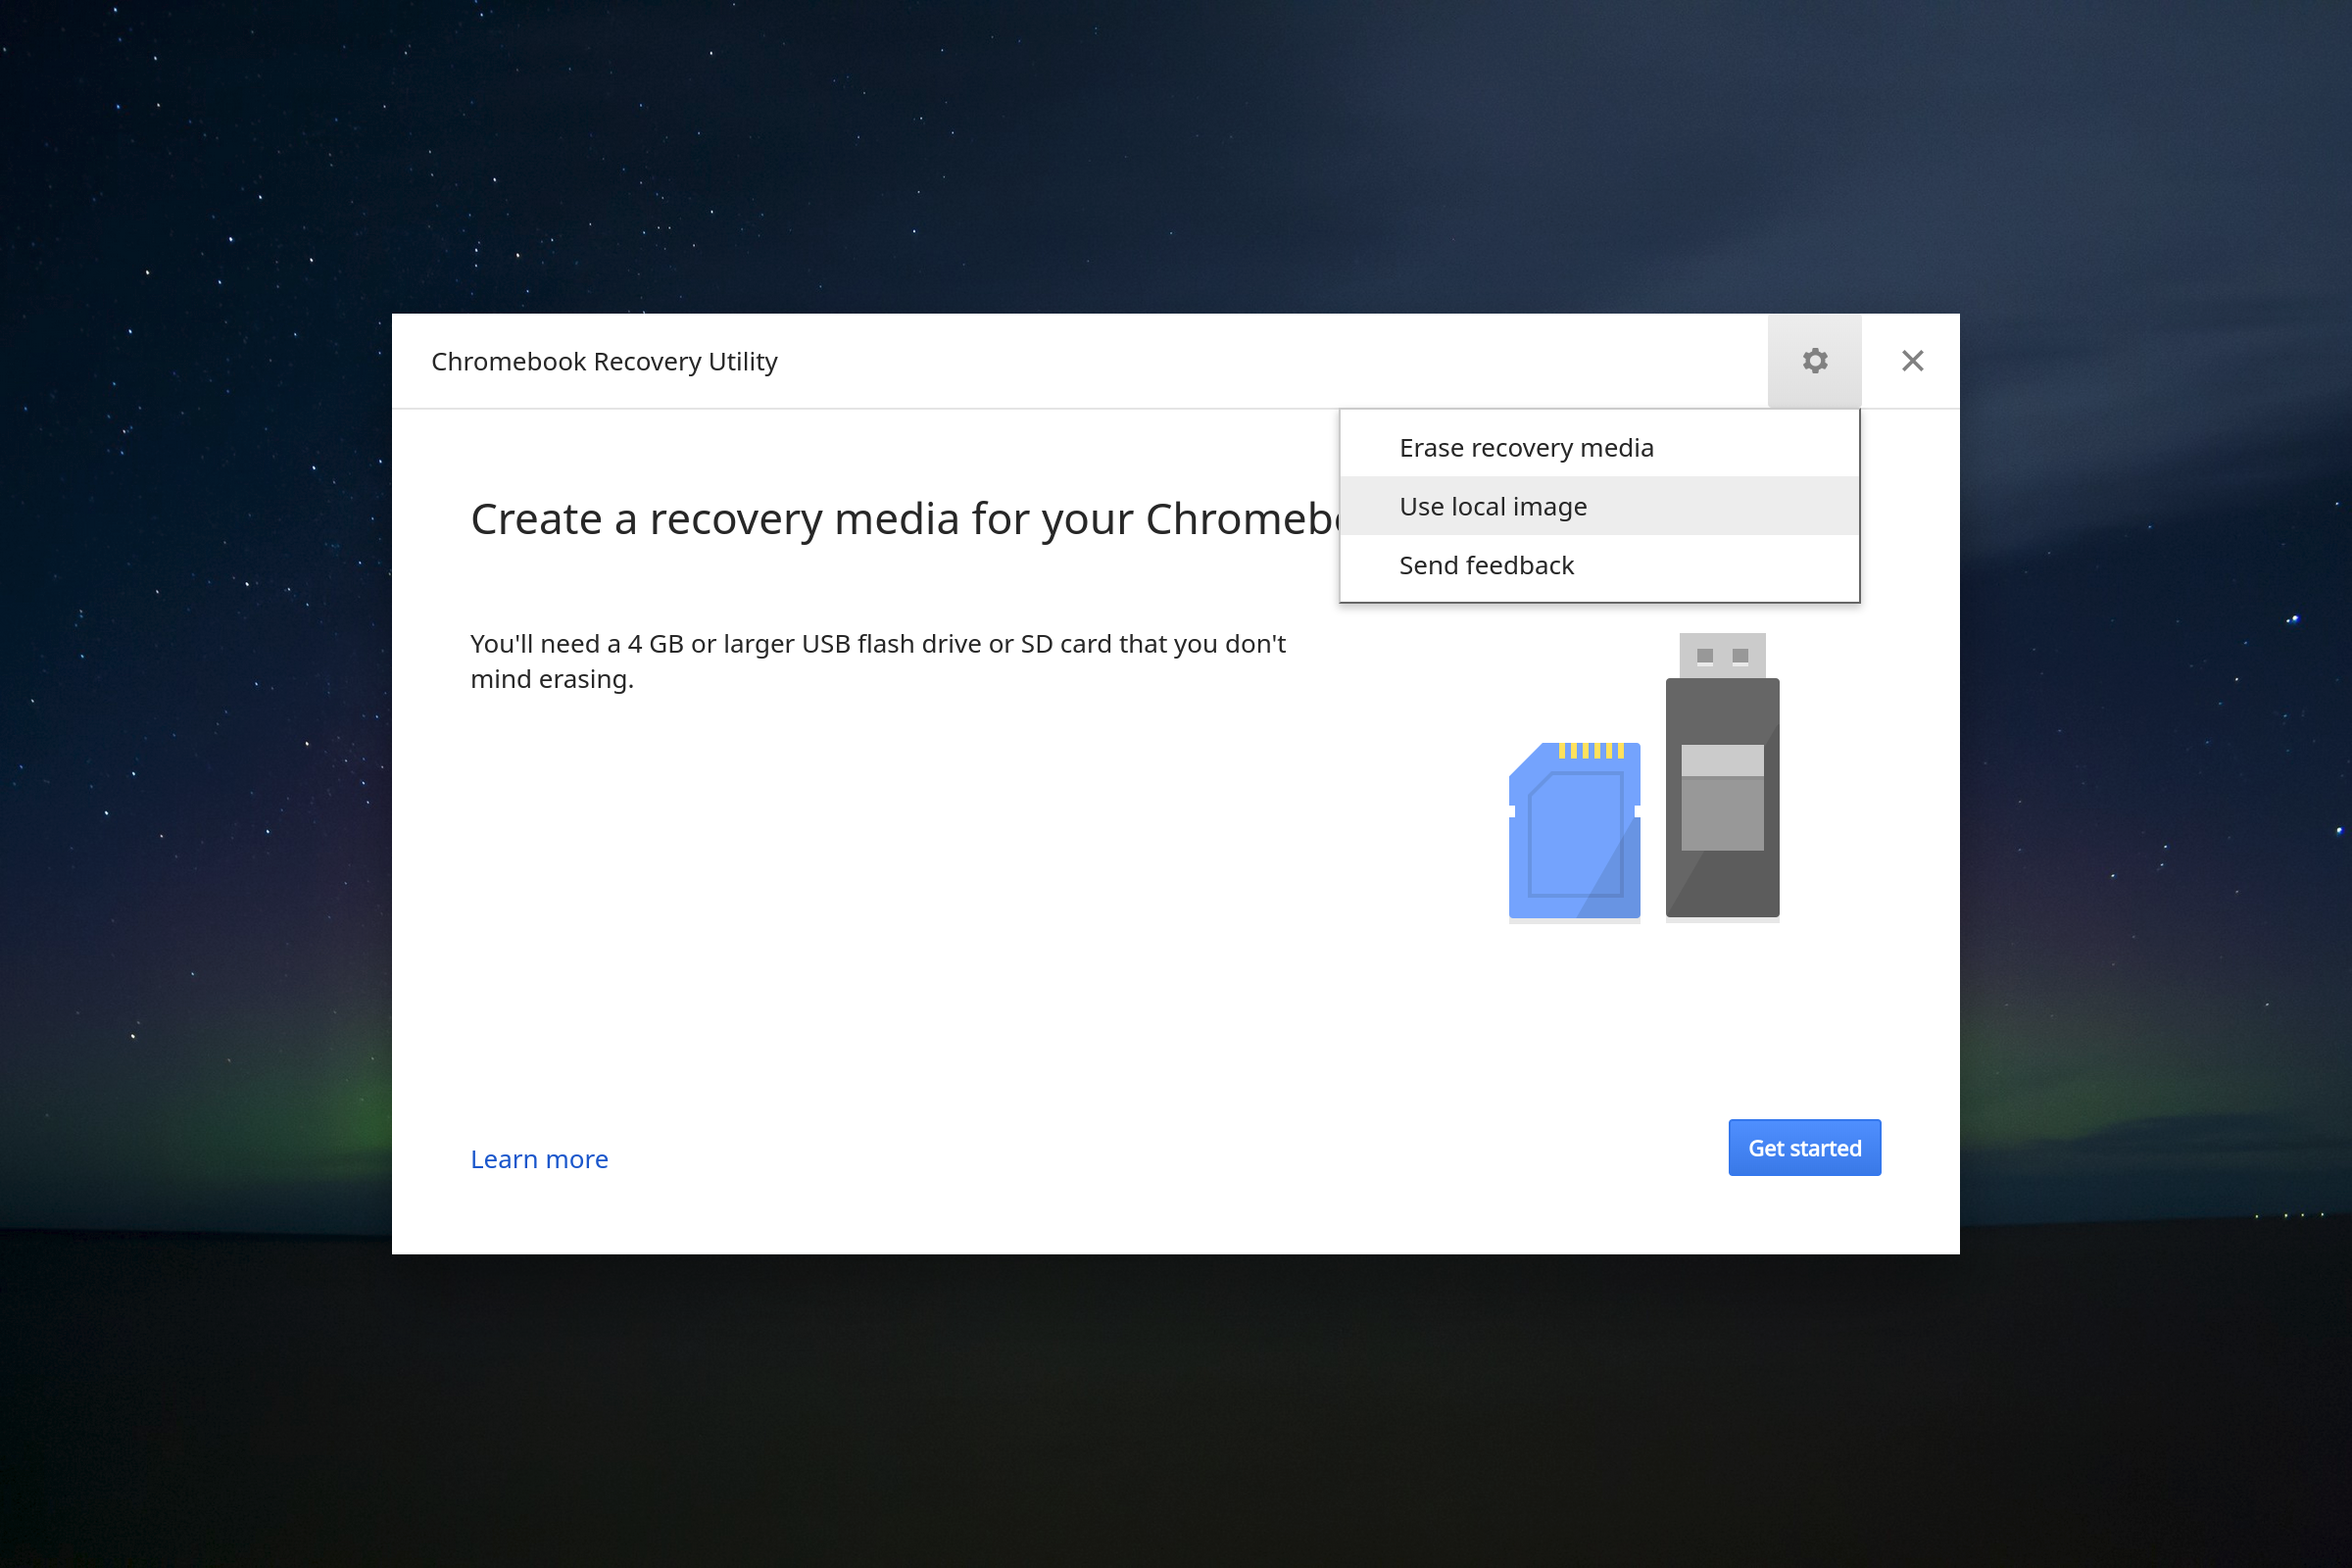 Chromebook Recovery Utility
Erase recovery media
Use local image
Send feedback
Create a recovery media for your Chromeb
You'll need a 4 GB or larger USB flash drive or SD card that you don't
mind erasing.
Learn more
Get started